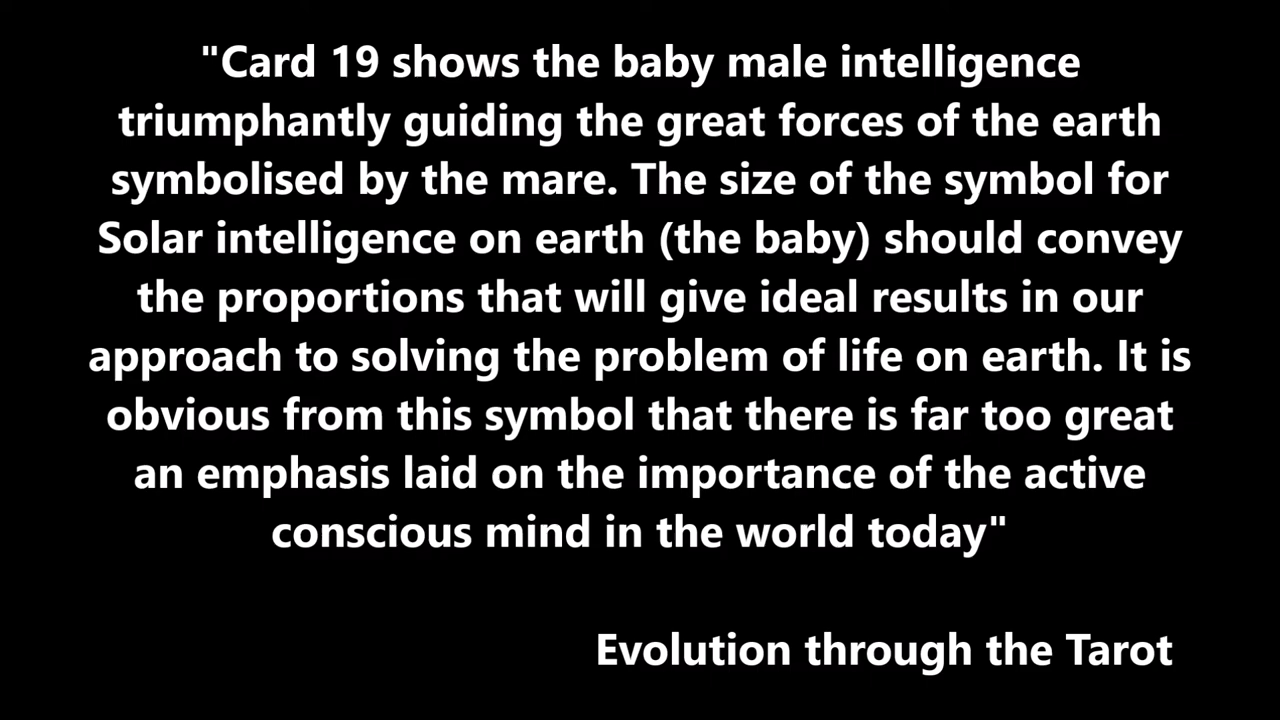 "Card 19 shows the baby male intelligence
triumphantly guiding the great forces of the earth
symbolised by the mare. The size of the symbol for
Solar intelligence on earth (the baby) should convey
the proportions that will give ideal results in our
approach to solving the problem of life on earth. It is
obvious from this symbol that there is far too great
an emphasis laid on the importance of the active
conscious mind in the world today"
Evolution through the Tarot